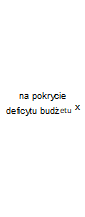 na pokrycie
deficytu budżetu x